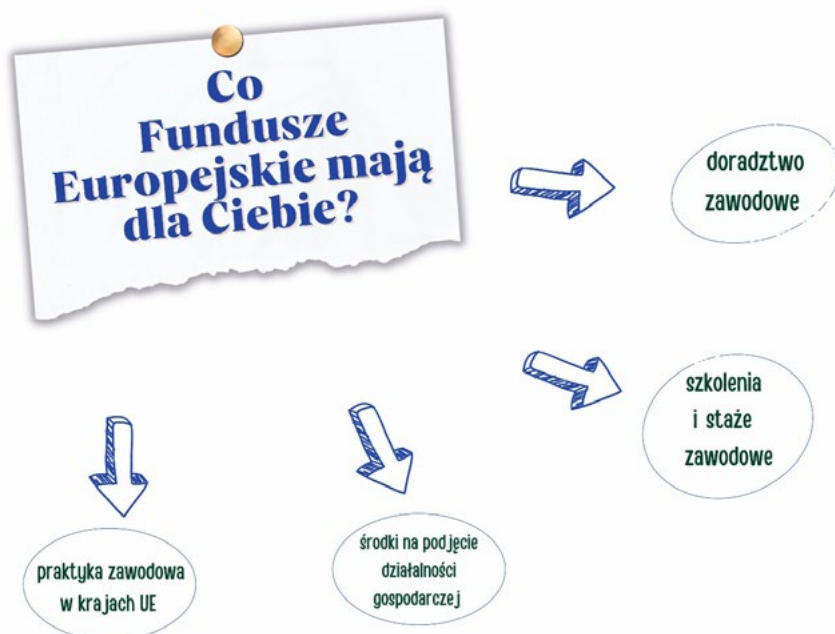 Co
Fundusze
Europejskie mają
dla Ciebie?
doradztwo
zawodowe
szkolenia
i staże
zawodowe
środki na podjęcie
działalności
gospodarczej
praktyka zawodowa
w krajach UE